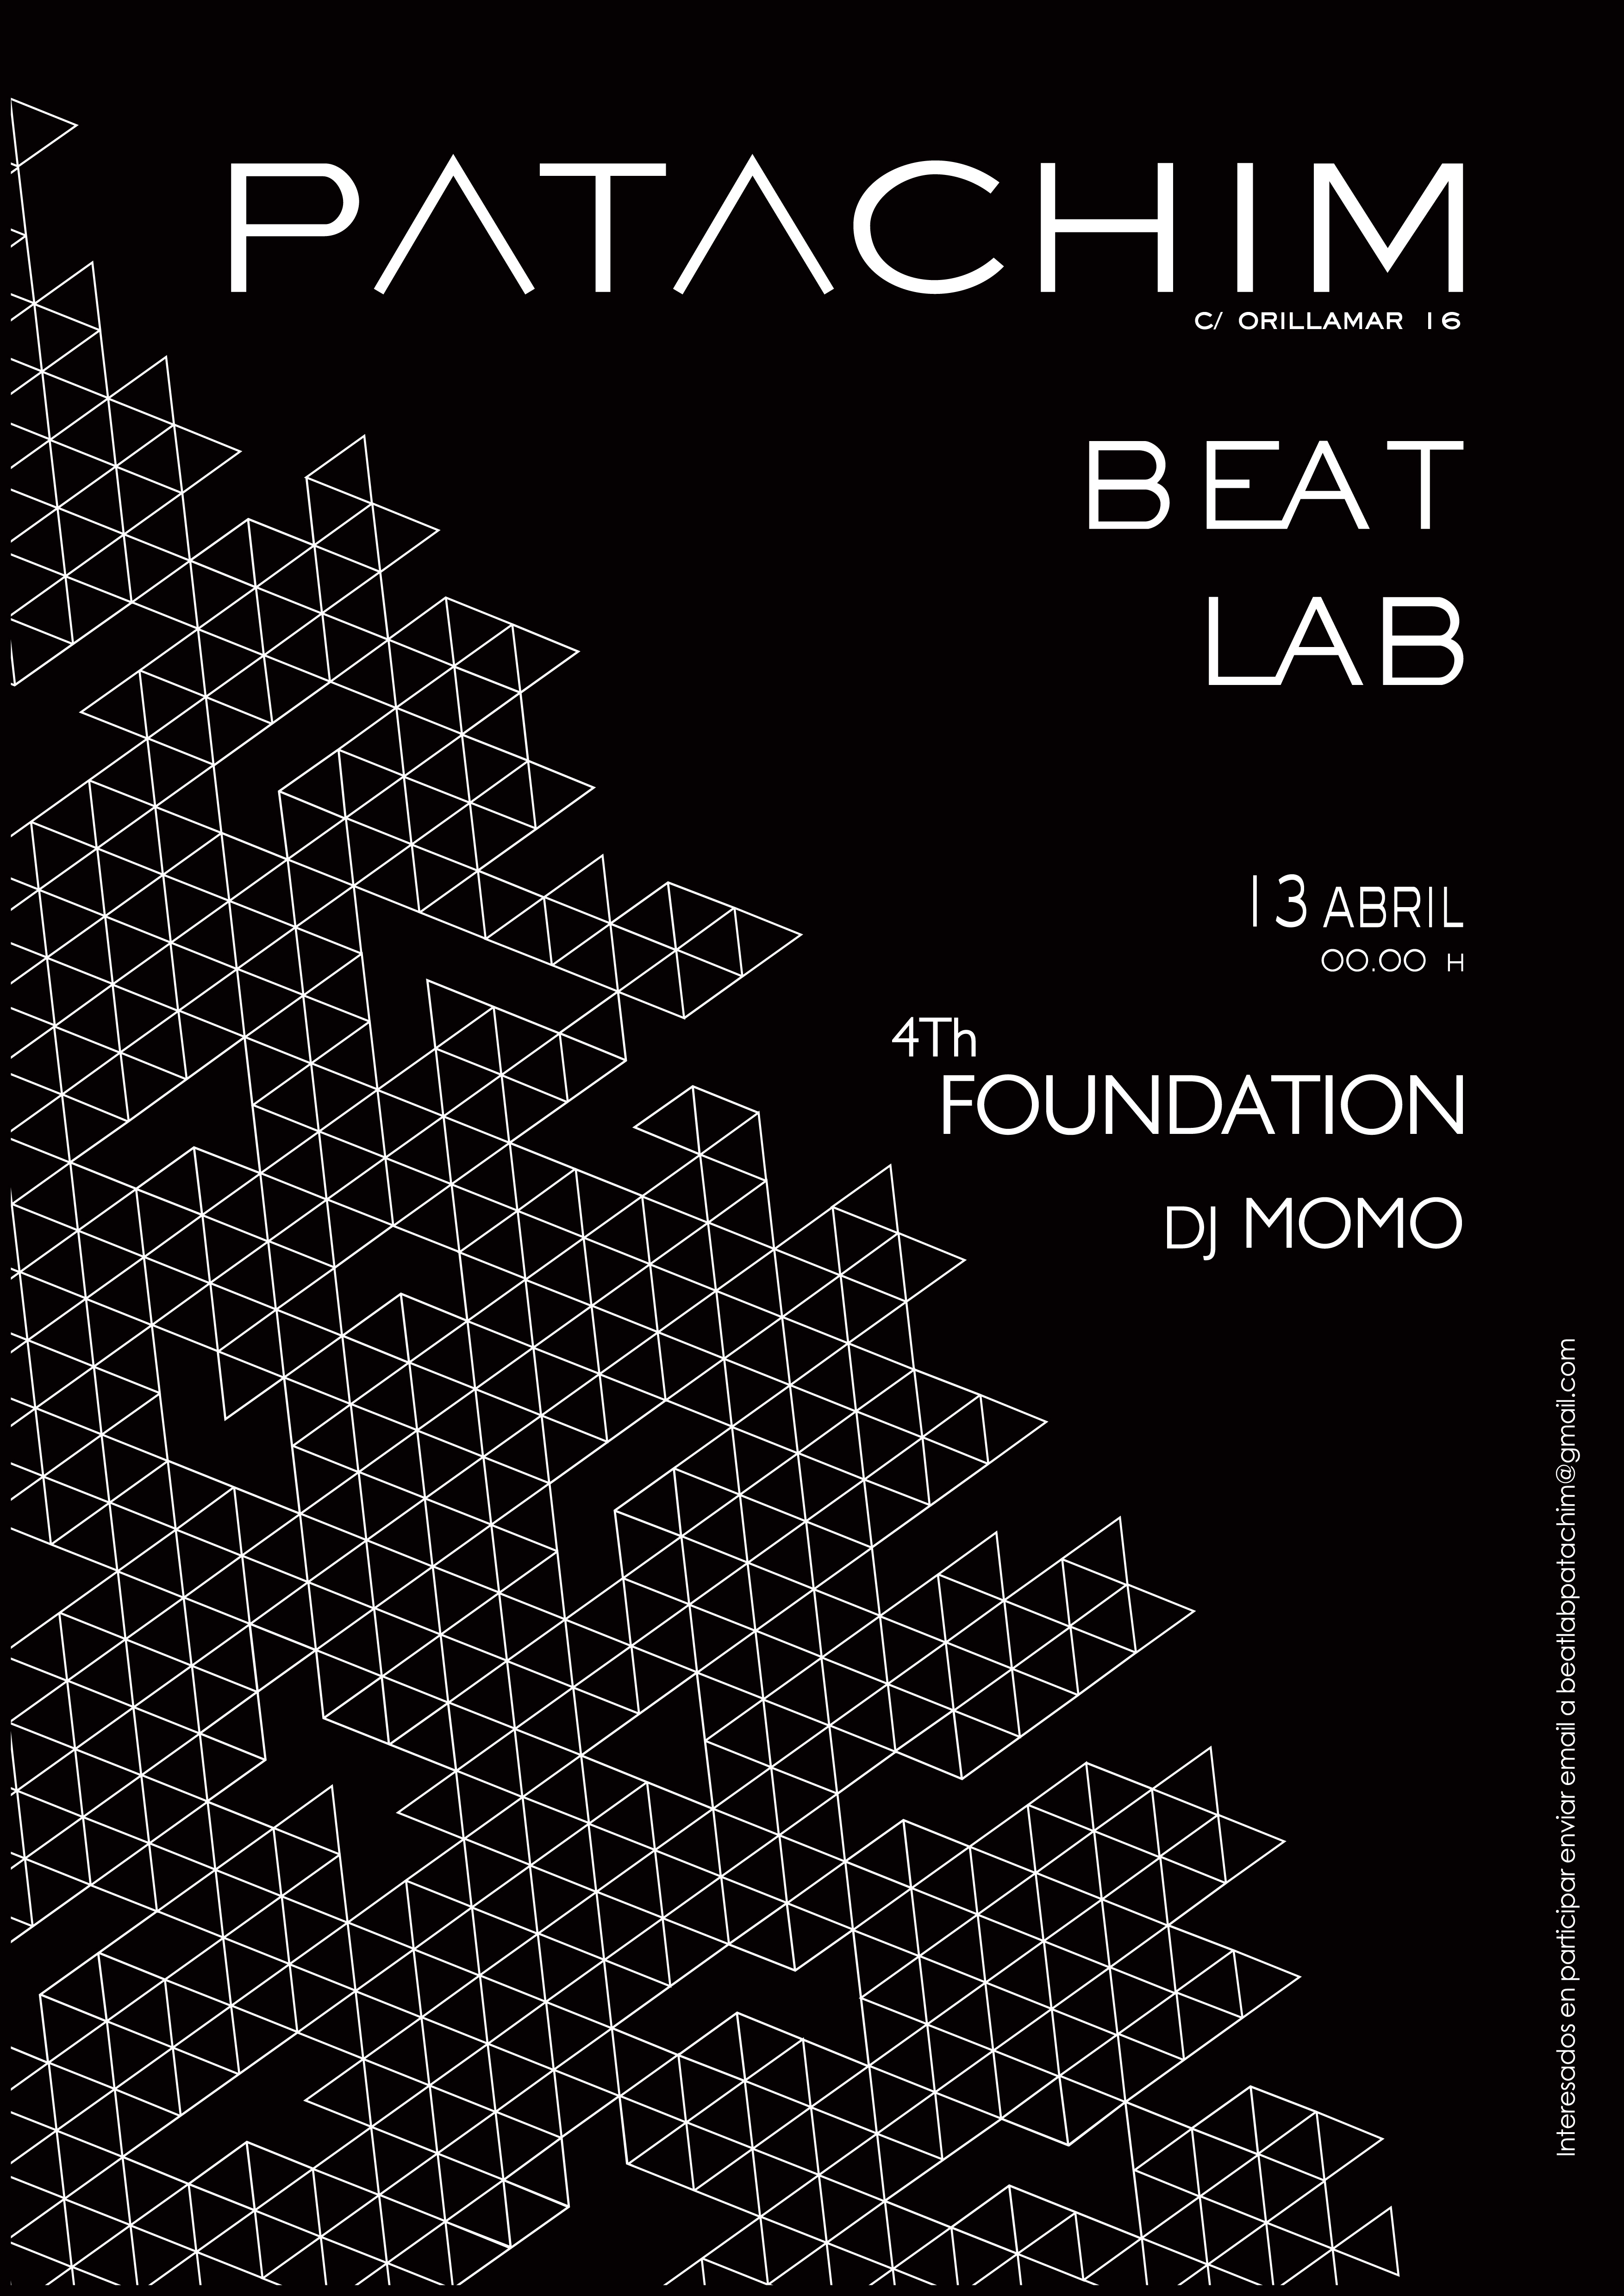 PATACHIM
C/ ORILLAMAR 16
BEAT
LAB
13 ABRIL
00.00 H
4Th
FOUNDATION
DJ MOMO
Interesados en participar enviar email a beatlabpatachim@gmail.com